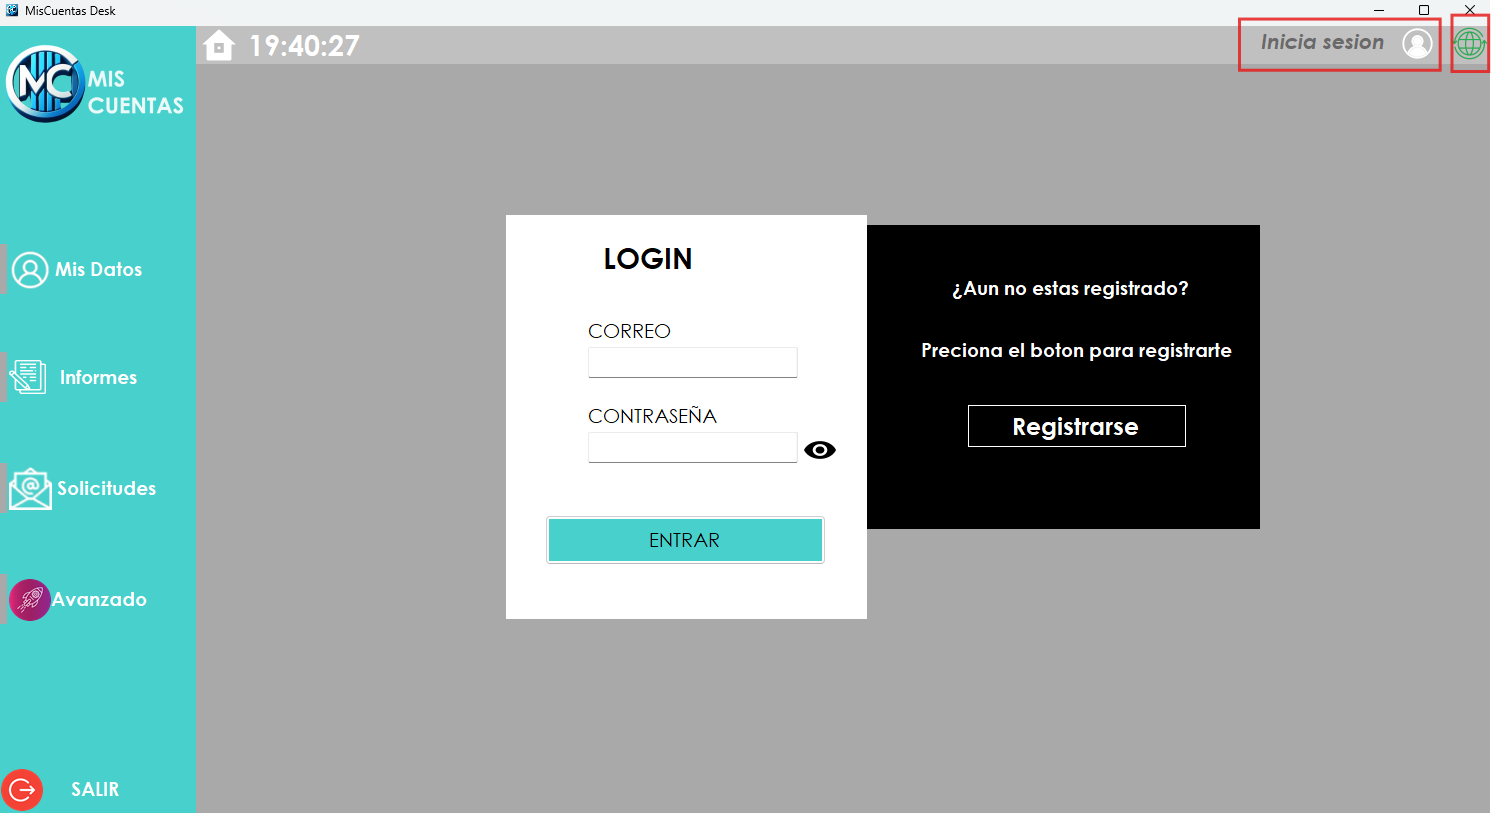 MisCuentas Desk
MC MIS
CUENTAS
19:40:27
Inicia sesion
Mis Datos
Informes
Solicitudes
Avanzado
SALIR
LOGIN
CORREO
CONTRASEÑA
ENTRAR
¿Aun no estas registrado?
Preciona el boton para registrarte
Registrarse